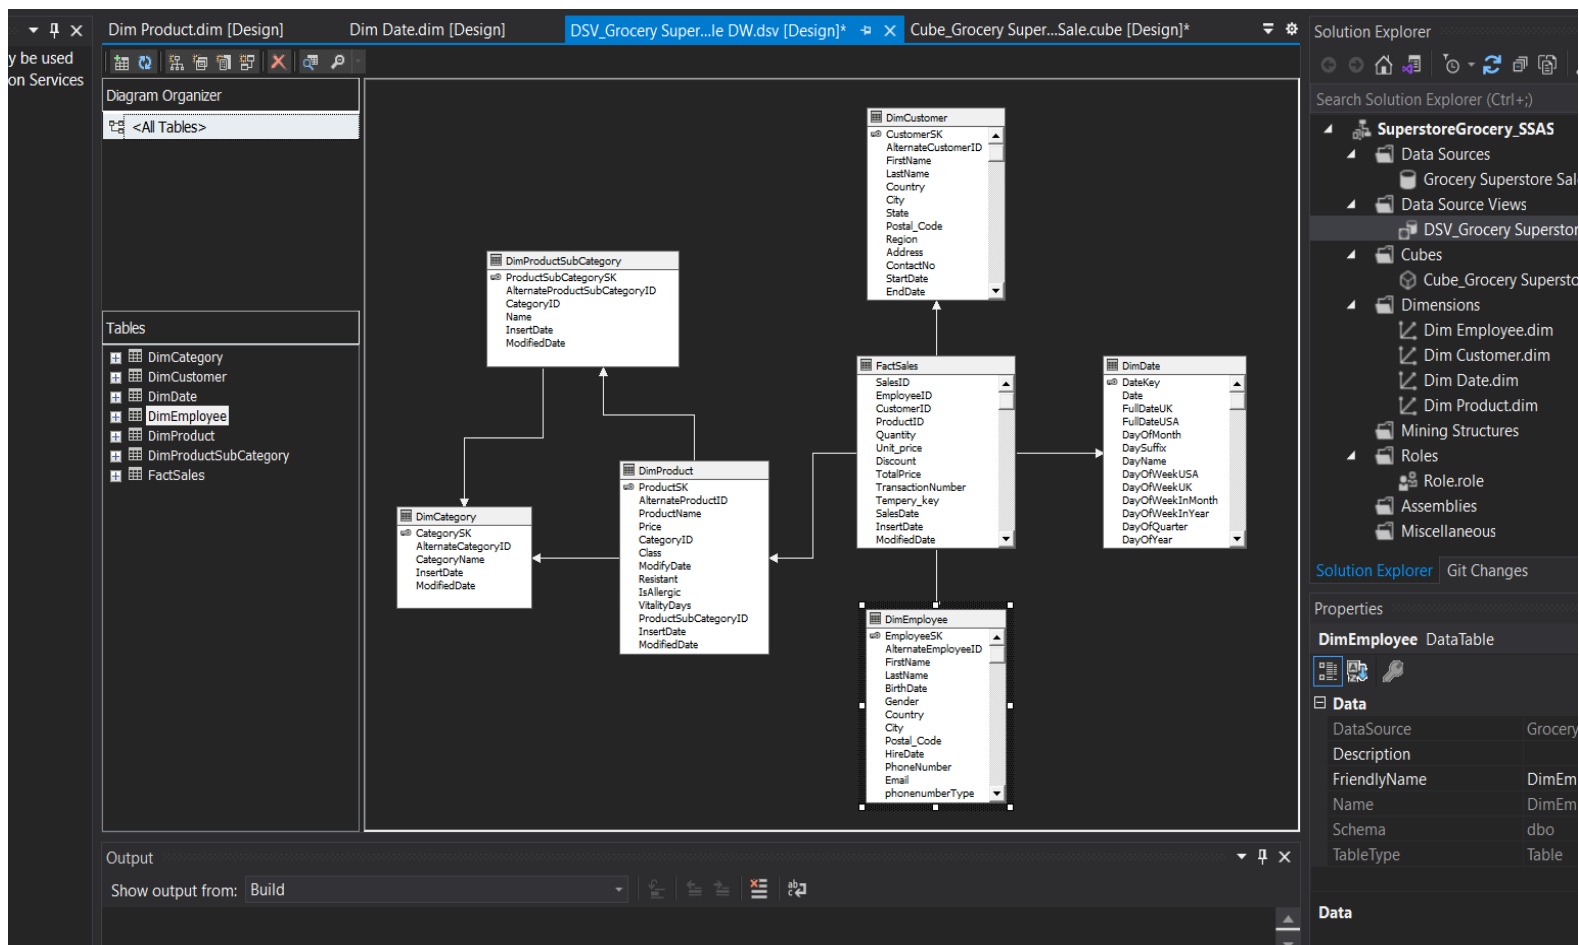 y be used
on Services
Dim Product.dim [Design]
Dim Date.dim [Design]
DSV_Grocery Super...le DW.dsv [Design]*
Cube_Grocery Super...Sale.cube [Design]*
Diagram Organizer
<All Tables>
Tables
DimCategory
DimCustomer
DimDate
DimEmployee
DimProduct
DimProductSubCategory
FactSales
DimCustomer
CustomerSK
AlternateCustomerID
FirstName
LastName
Country
City
State
Postal_Code
Region
Address
ContactNo
StartDate
EndDate
DimProductSubCategory
ProductSubCategorySK
AlternateProductSubCategoryID
CategoryID
Name
InsertDate
ModifiedDate
FactSales
SalesID
EmployeeID
CustomerID
ProductID
Quantity
Unit_price
Discount
TotalPrice
TransactionNumber
Tempery_key
SalesDate
InsertDate
ModifiedDate
DimDate
DateKey
Date
FullDateUK
FullDateUSA
DayOfMonth
DaySuffix
DayName
DayOfWeekUSA
DayOfWeekUK
DayOfWeekInMonth
DayOfWeekInYear
DayOfQuarter
DayOfYear
DimProduct
ProductSK
AlternateProductID
ProductName
Price
CategoryID
Class
ModifyDate
Resistant
IsAllergic
VitalityDays
ProductSubCategoryID
InsertDate
ModifiedDate
DimCategory
CategorySK
AlternateCategoryID
CategoryName
InsertDate
ModifiedDate
DimEmployee
EmployeeSK
AlternateEmployeeID
FirstName
LastName
BirthDate
Gender
Country
City
Postal_Code
HireDate
PhoneNumber
Email
phonenumberType
Output
Show output from: Build
Solution Explorer
Search Solution Explorer (Ctrl+;)
SuperstoreGrocery_SSAS
Data Sources
Grocery Superstore Sal
Data Source Views
DSV_Grocery Superstor
Cubes
Cube_Grocery Supersto
Dimensions
Dim Employee.dim
Dim Customer.dim
Dim Date.dim
Dim Product.dim
Mining Structures
Roles
Role.role
Assemblies
Miscellaneous
Solution Explorer Git Changes
Properties
DimEmployee DataTable
Data
DataSource Grocery
Description
FriendlyName DimEm
Name DimEm
Schema dbo
TableType Table
Data